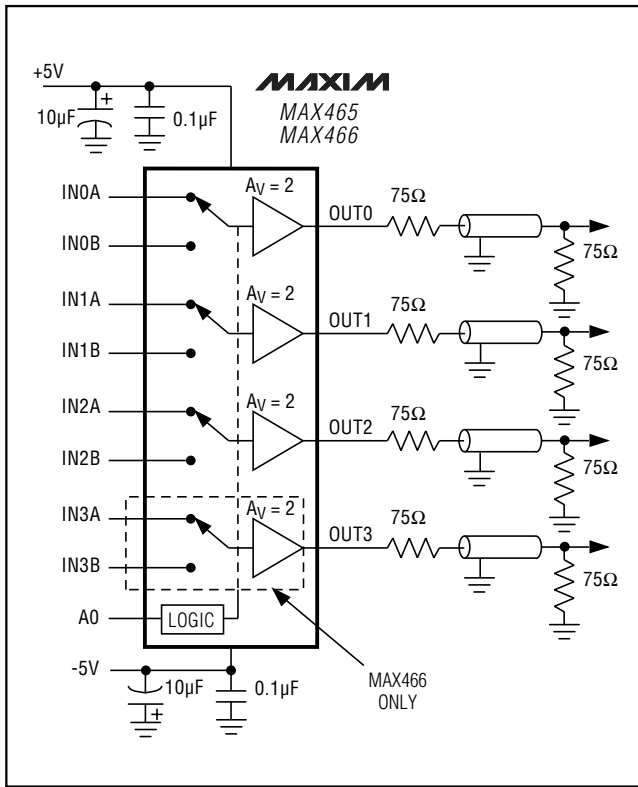 +5V
10µF
+
0.1µF
MAXIM
MAX465
MAX466
IN0A
AV = 2
OUT0
75Ω
75Ω
IN0B
IN1A
AV = 2
OUT1
75Ω
75Ω
IN1B
IN2A
AV = 2
OUT2
75Ω
75Ω
IN2B
IN3A
AV = 2
OUT3
75Ω
75Ω
IN3B
A0
LOGIC
-5V
10µF
+
0.1µF
MAX466
ONLY